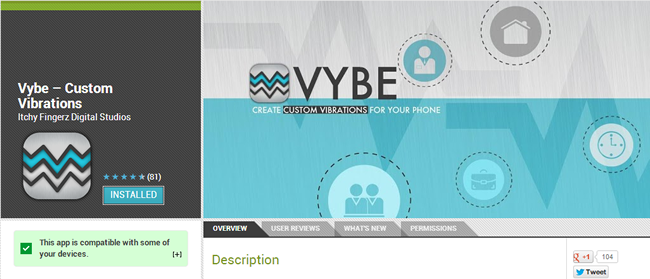 Vybe – Custom
Vibrations
Itchy Fingerz Digital Studios
(81)
INSTALLED
This app is compatible with some of
your devices.
[+]
VYBE
CREATE CUSTOM VIBRATIONS FOR YOUR PHONE
OVERVIEW
USER REVIEWS
WHAT'S NEW
PERMISSIONS
Description
g +1
104
Tweet